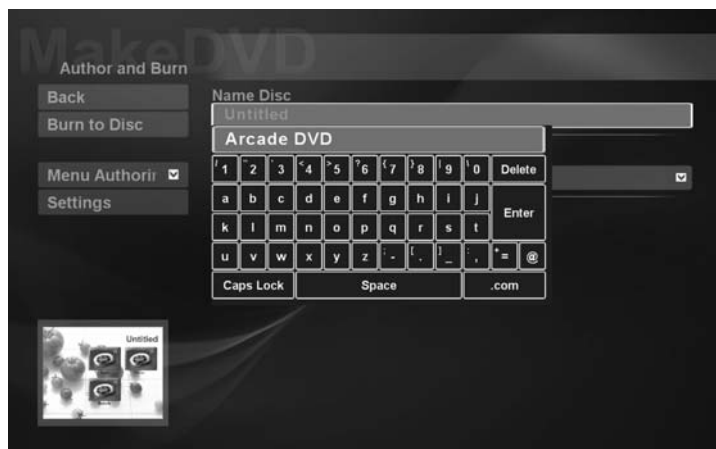 MakeDVD
Author and Burn
Back
Burn to Disc
Menu Authorir
Settings
Name Disc
Untitled
Arcade DVD
1 2 3 4 5 6 7 8 9 0 Delete
a b c d e f g h i j
Enter
k l m n o p q r s t
u v w x y z - . _ , = @
Caps Lock Space .com
Untitled